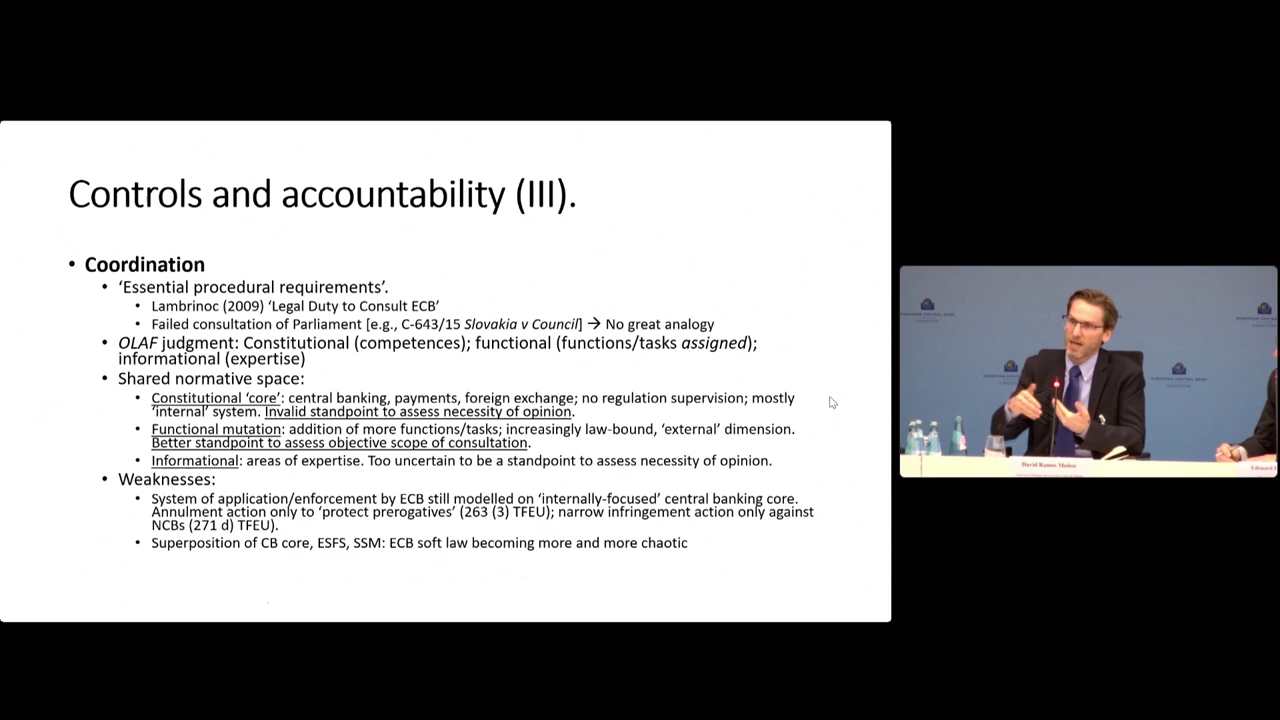 Controls and accountability (III).
• Coordination
• ‘Essential procedural requirements’.
• Lambrinoc (2009) ‘Legal Duty to Consult ECB’
• Failed consultation of Parliament [e.g., C-643/15 Slovakia v Council] → No great analogy
• OLAF judgment: Constitutional (competences); functional (functions/tasks assigned);
informational (expertise)
• Shared normative space:
• Constitutional ‘core’: central banking, payments, foreign exchange; no regulation supervision; mostly
‘internal’ system. Invalid standpoint to assess necessity of opinion.
• Functional mutation: addition of more functions/tasks; increasingly law-bound, ‘external’ dimension.
Better standpoint to assess objective scope of consultation.
• Informational: areas of expertise. Too uncertain to be a standpoint to assess necessity of opinion.
• Weaknesses:
• System of application/enforcement by ECB still modelled on ‘internally-focused’ central banking core.
Annulment action only to ‘protect prerogatives’ (263 (3) TFEU); narrow infringement action only against
NCBs (271 d) TFEU).
• Superposition of CB core, ESFS, SSM: ECB soft law becoming more and more chaotic
EUROPEAN CENTRAL BANK
David Ramos Muñoz
Edouard